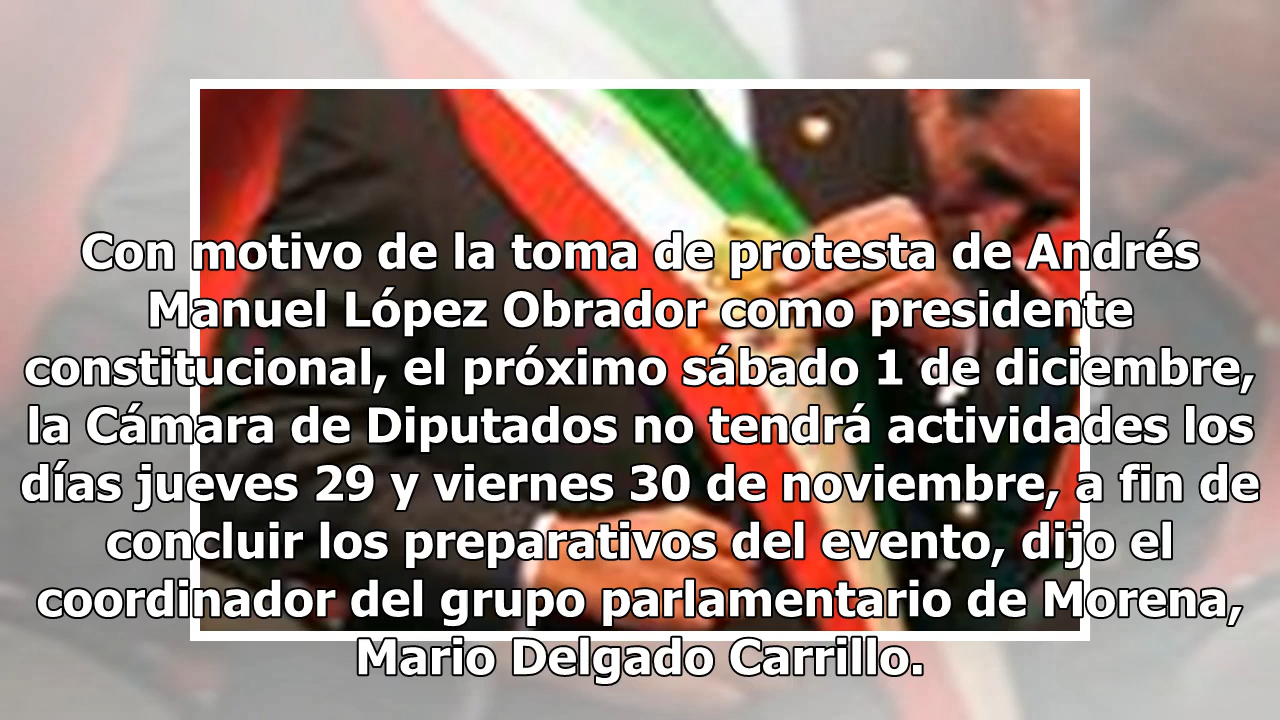 Con motivo de la toma de protesta de Andrés
Manuel López Obrador como presidente
constitucional, el próximo sábado 1 de diciembre,
la Cámara de Diputados no tendrá actividades los
días jueves 29 y viernes 30 de noviembre, a fin de
concluir los preparativos del evento, dijo el
coordinador del grupo parlamentario de Morena,
Mario Delgado Carrillo.